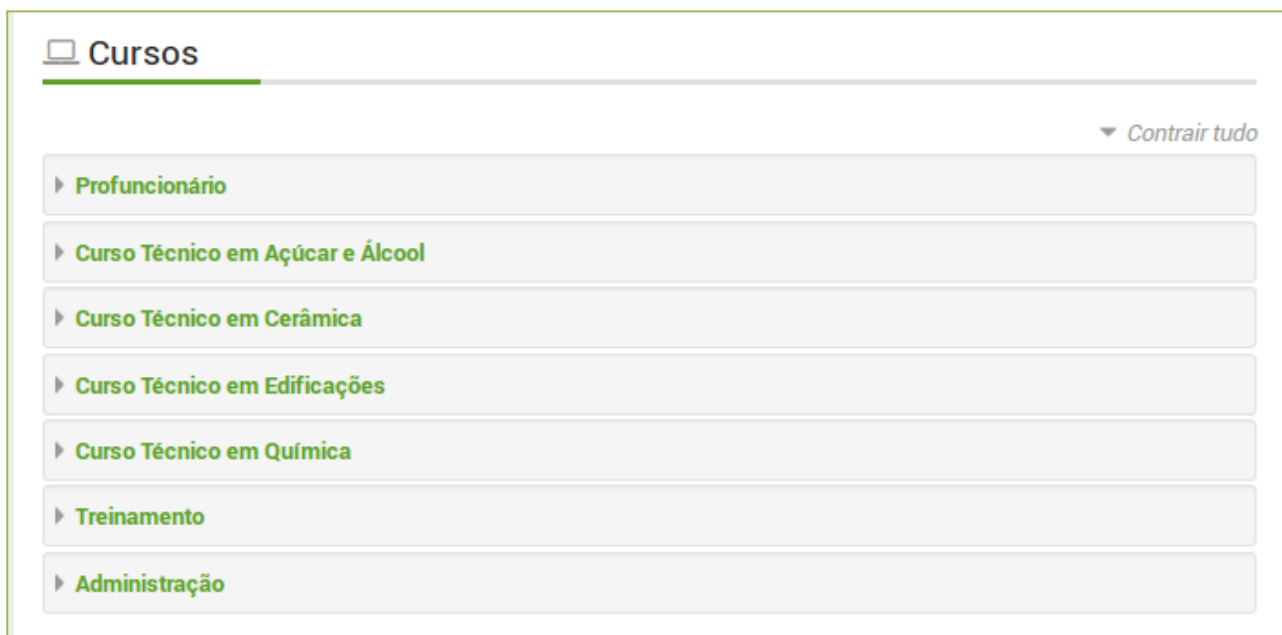 Cursos
Contrair tudo
Profuncionário
Curso Técnico em Açúcar e Álcool
Curso Técnico em Cerâmica
Curso Técnico em Edificações
Curso Técnico em Química
Treinamento
Administração